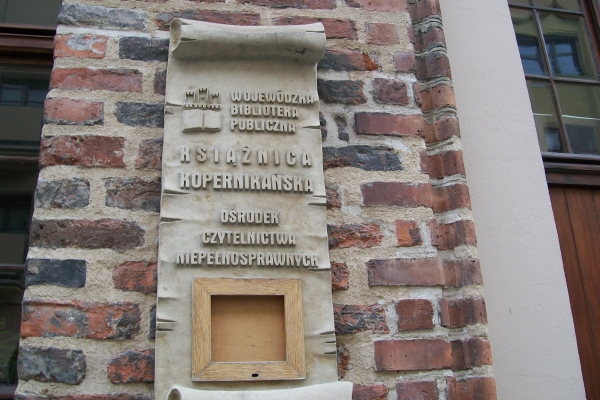 WOJEWÓDZKA
BIBLIOTEKA
PUBLICZNA
KSIĄŻNICA
KOPERNIKAŃSKA
OŚRODEK
CZYTELNICTWA
NIEPEŁNOSPRAWNYCH